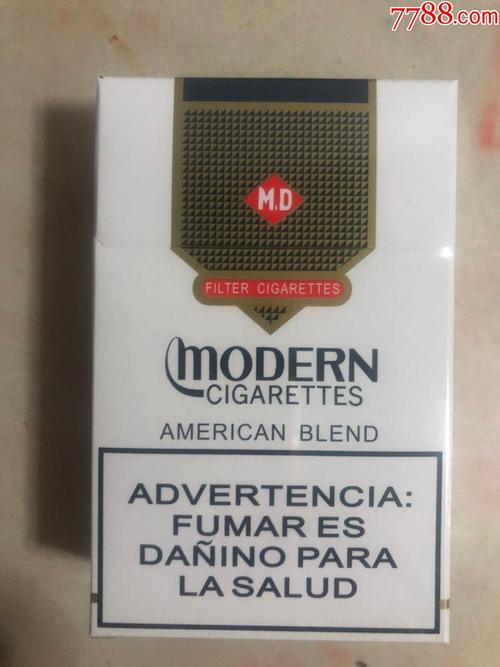 7788.com
M.D
FILTER CIGARETTES
MODERN
CIGARETTES
AMERICAN BLEND
ADVERTENCIA:
FUMAR ES
DAÑINO PARA
LA SALUD